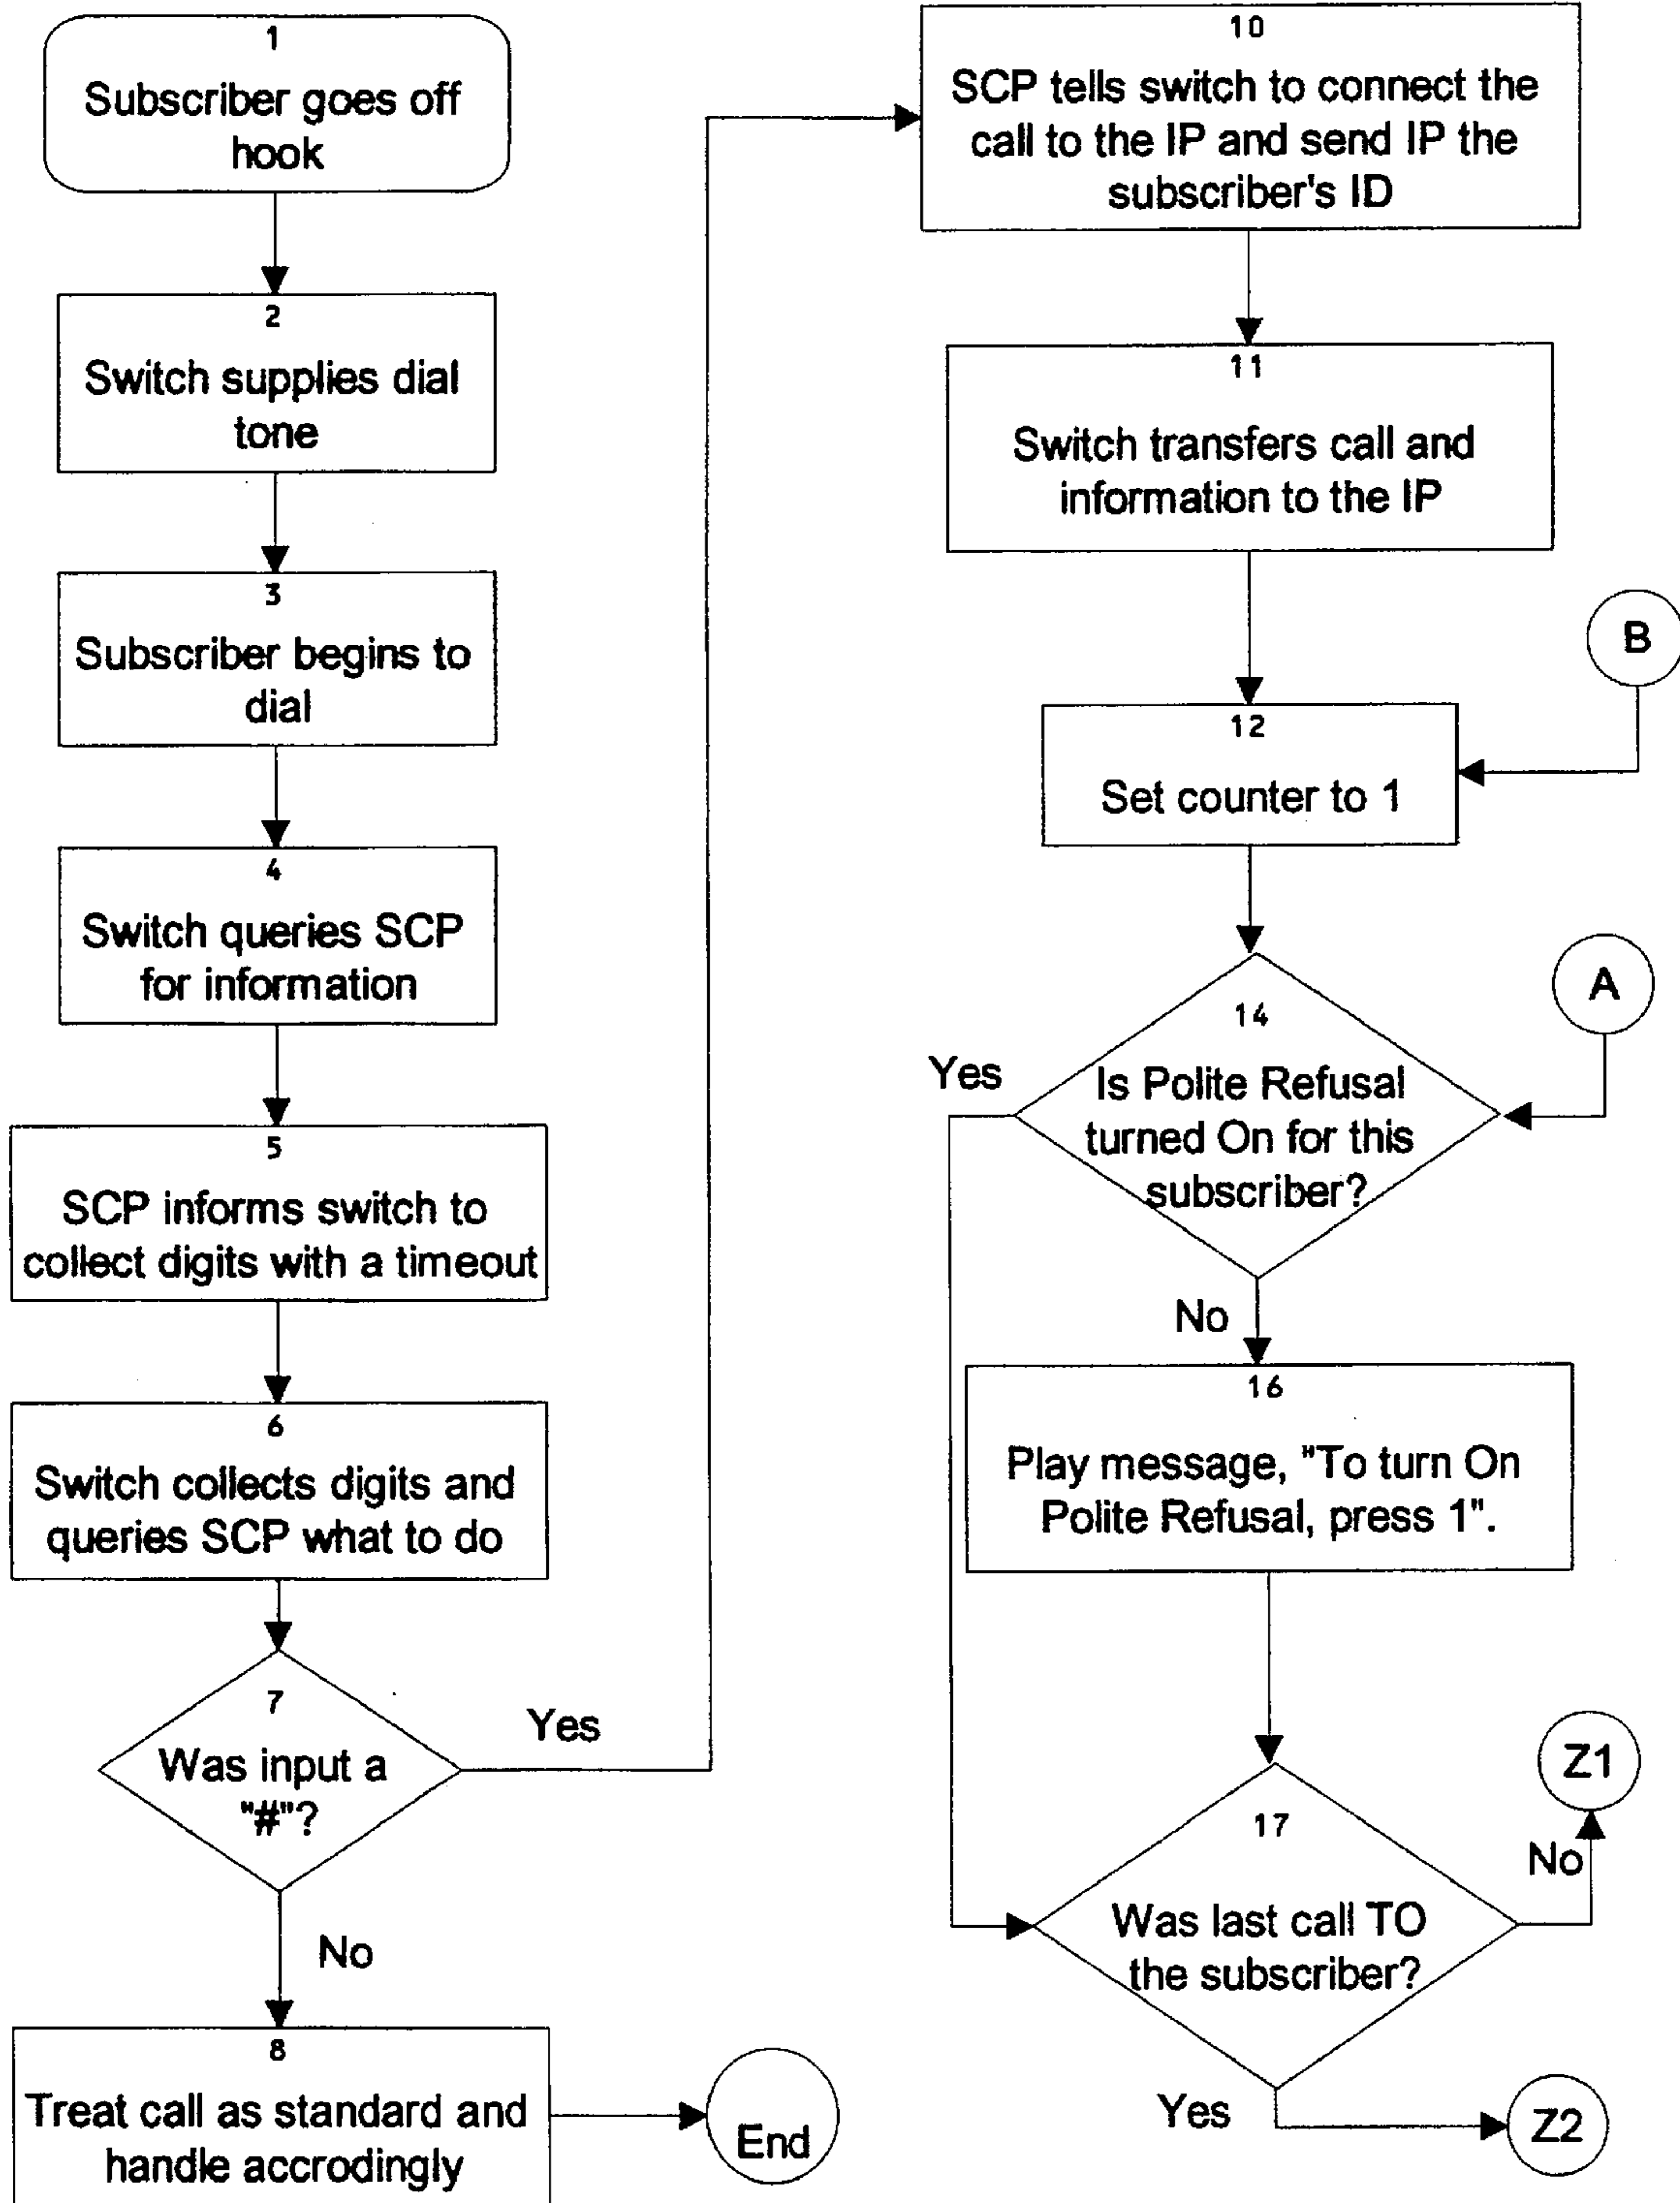 1
Subscriber goes off
hook
2
Switch supplies dial
tone
3
Subscriber begins to
dial
4
Switch queries SCP
for information
5
SCP informs switch to
collect digits with a timeout
6
Switch collects digits and
queries SCP what to do
7
Was input a
"#"?
Yes
No
8
Treat call as standard and
handle accrodingly
End
10
SCP tells switch to connect the
call to the IP and send IP the
subscriber's ID
11
Switch transfers call and
information to the IP
B
12
Set counter to 1
A
14
Is Polite Refusal
turned On for this
subscriber?
Yes
No
16
Play message, "To turn On
Polite Refusal, press 1".
17
Was last call TO
the subscriber?
No
Z1
Yes
Z2